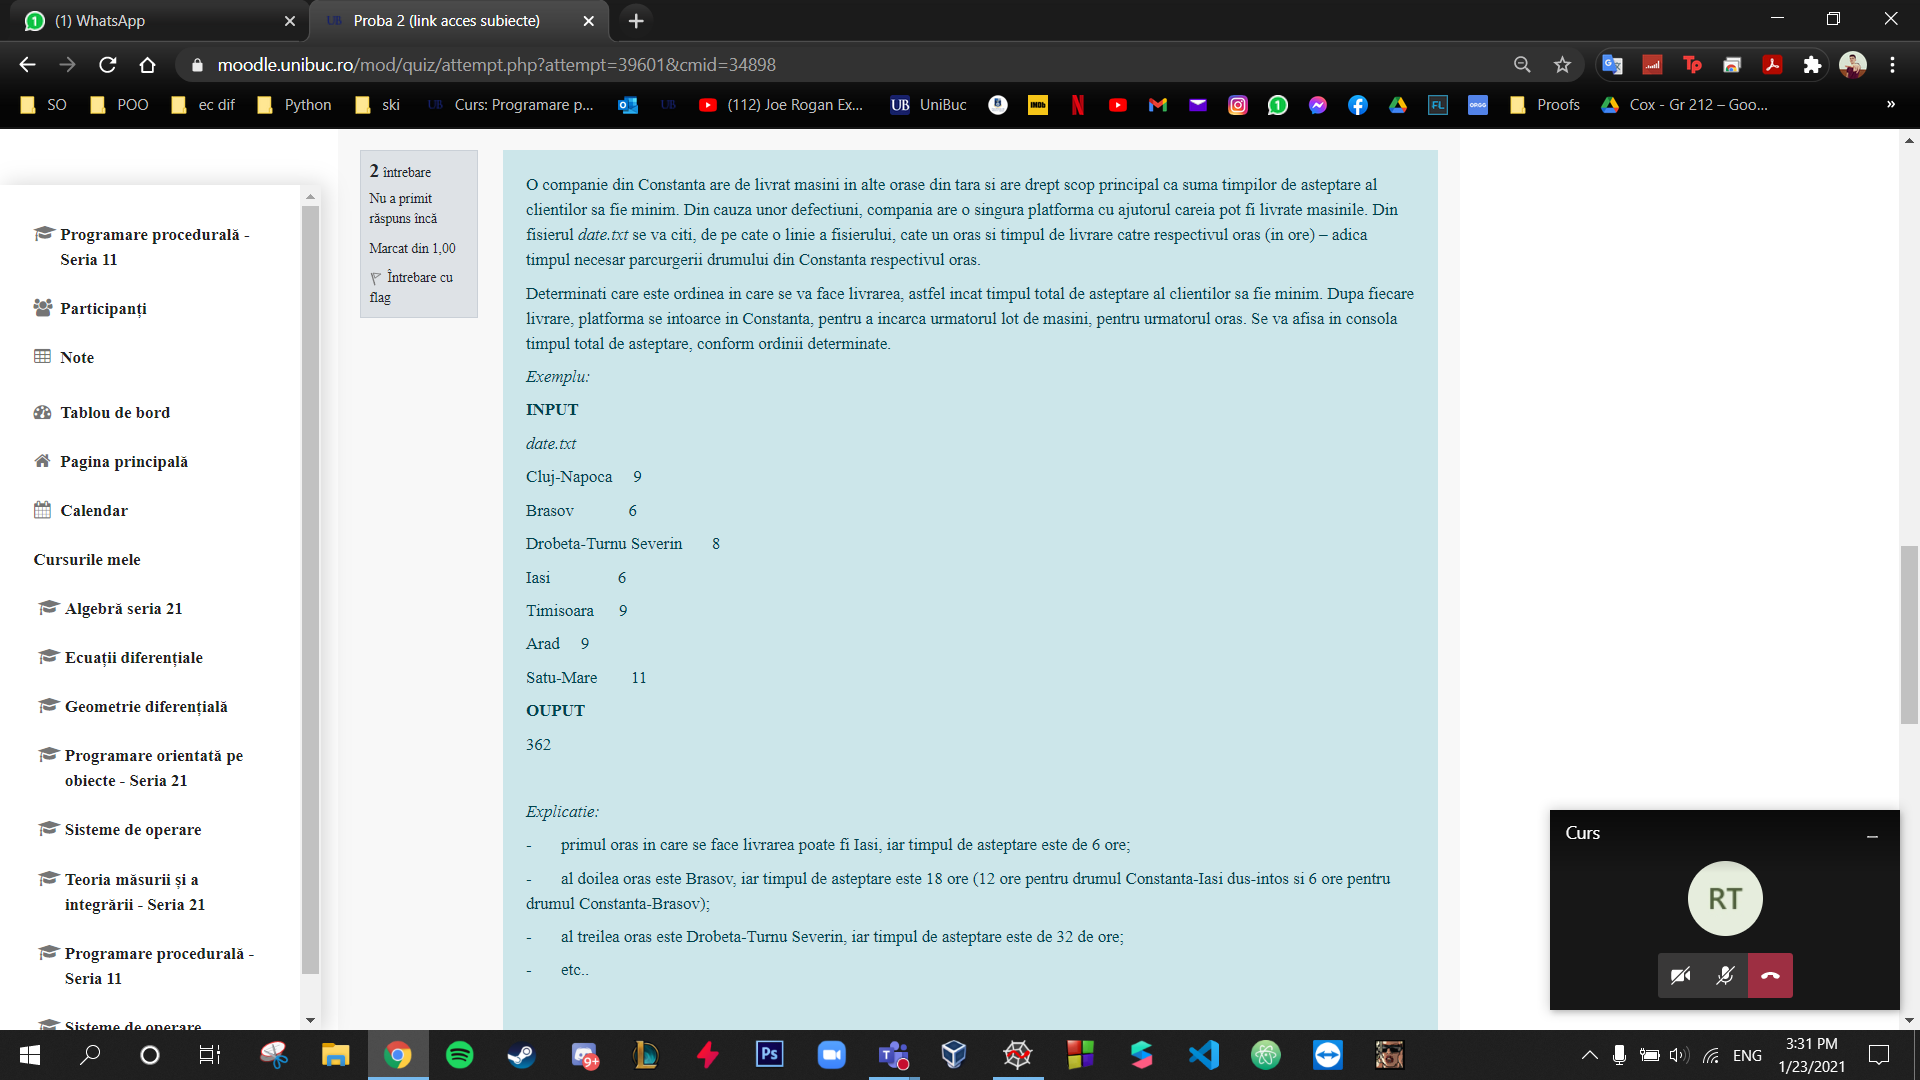 (1) WhatsApp
UB Proba 2 (link acces subiecte)
moodle.unibuc.ro/mod/quiz/attempt.php?attempt=39601&cmid=34898
SO POO ec dif Python ski UB Curs: Programare p... UB (112) Joe Rogan Ex... UB UniBuc IMDb N FL OP.GG Proofs Cox - Gr 212 – Goo... »
Programare procedurală -
Seria 11
Participanți
Note
Tablou de bord
Pagina principală
Calendar
Cursurile mele
Algebră seria 21
Ecuații diferențiale
Geometrie diferențială
Programare orientată pe
obiecte - Seria 21
Sisteme de operare
Teoria măsurii și a
integrării - Seria 21
Programare procedurală -
Seria 11
Sisteme de operare
2 întrebare
Nu a primit
răspuns încă
Marcat din 1,00
Întrebare cu
flag
O companie din Constanta are de livrat masini in alte orase din tara si are drept scop principal ca suma timpilor de asteptare al
clientilor sa fie minim. Din cauza unor defectiuni, compania are o singura platforma cu ajutorul careia pot fi livrate masinile. Din
fisierul date.txt se va citi, de pe cate o linie a fisierului, cate un oras si timpul de livrare catre respectivul oras (in ore) – adica
timpul necesar parcurgerii drumului din Constanta respectivul oras.
Determinati care este ordinea in care se va face livrarea, astfel incat timpul total de asteptare al clientilor sa fie minim. Dupa fiecare
livrare, platforma se intoarce in Constanta, pentru a incarca urmatorul lot de masini, pentru urmatorul oras. Se va afisa in consola
timpul total de asteptare, conform ordinii determinate.
Exemplu:
INPUT
date.txt
Cluj-Napoca 9
Brasov 6
Drobeta-Turnu Severin 8
Iasi 6
Timisoara 9
Arad 9
Satu-Mare 11
OUPUT
362
Explicatie:
- primul oras in care se face livrarea poate fi Iasi, iar timpul de asteptare este de 6 ore;
- al doilea oras este Brasov, iar timpul de asteptare este 18 ore (12 ore pentru drumul Constanta-Iasi dus-intos si 6 ore pentru
drumul Constanta-Brasov);
- al treilea oras este Drobeta-Turnu Severin, iar timpul de asteptare este de 32 de ore;
- etc..
Curs
RT
Ps
9+
ENG
3:31 PM
1/23/2021